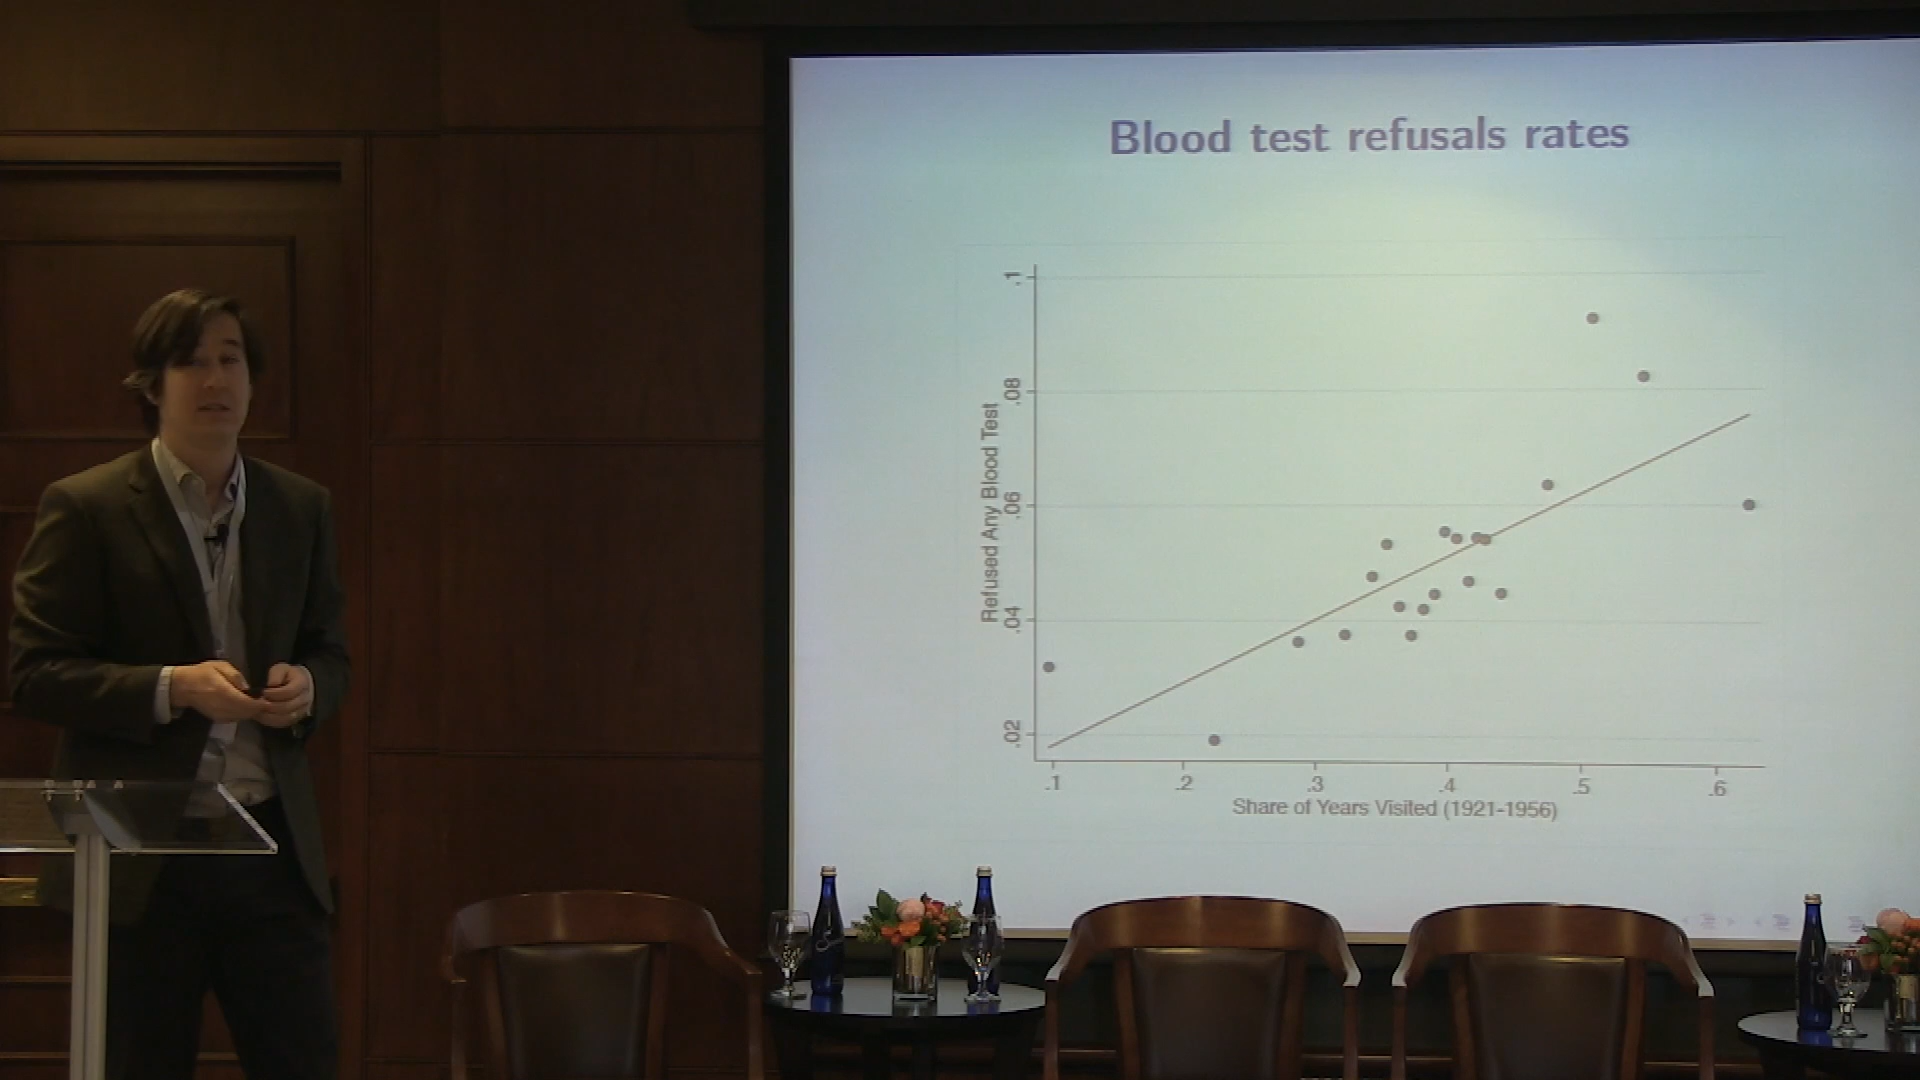 Blood test refusals rates
.1
.08
.06
.04
.02
Refused Any Blood Test
.1 .2 .3 .4 .5 .6
Share of Years Visited (1921-1956)